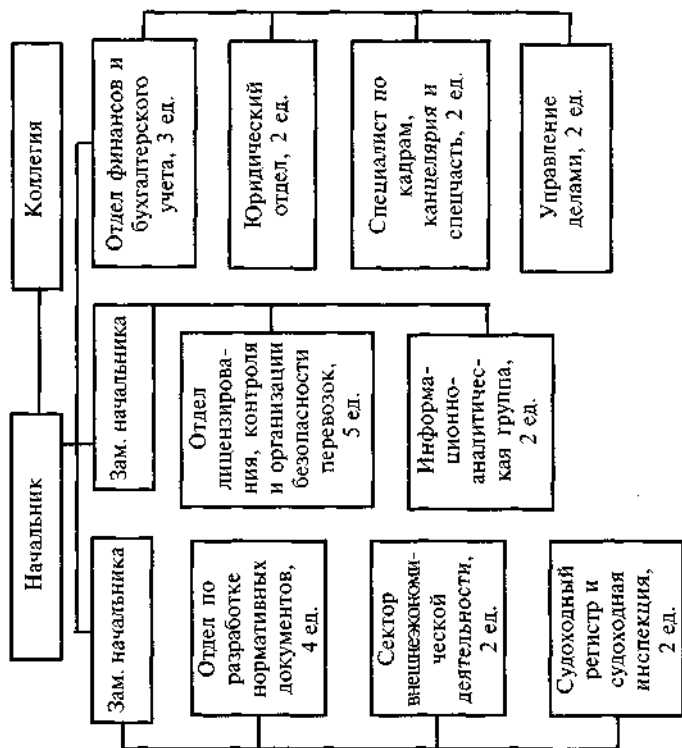 Начальник
Коллегия
Зам. начальника
Зам. начальника
Отдел финансов и
бухгалтерского
учета, 3 ед.
Отдел по
разработке
нормативных
документов,
4 ед.
Отдел
лицензирова-
ния, контроля
и организации
безопасности
перевозок,
5 ед.
Юридический
отдел, 2 ед.
Сектор
внешнеэкономи-
ческой
деятельности,
2 ед.
Информа-
ционно-
аналитичес-
кая группа,
2 ед.
Специалист по
кадрам,
канцелярия и
спецчасть, 2 ед.
Судоходный
регистр и
судоходная
инспекция,
2 ед.
Управление
делами, 2 ед.